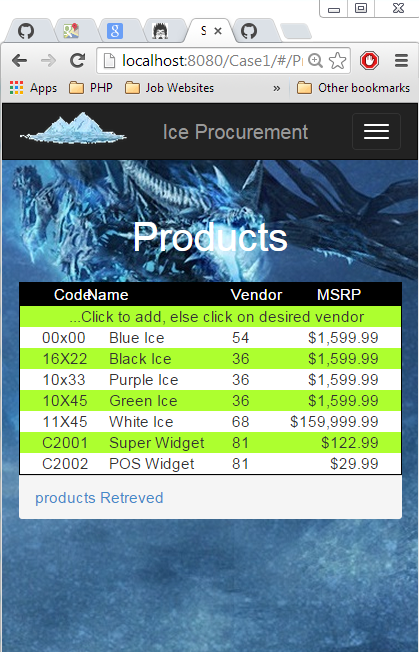 S
localhost:8080/Case1/#/Pr
Apps PHP Job Websites » Other bookmarks
Ice Procurement
Products
Code Name Vendor MSRP
...Click to add, else click on desired vendor
00x00 Blue Ice 54 $1,599.99
16X22 Black Ice 36 $1,599.99
10x33 Purple Ice 36 $1,599.99
10X45 Green Ice 36 $1,599.99
11X45 White Ice 68 $159,999.99
C2001 Super Widget 81 $122.99
C2002 POS Widget 81 $29.99
products Retreved